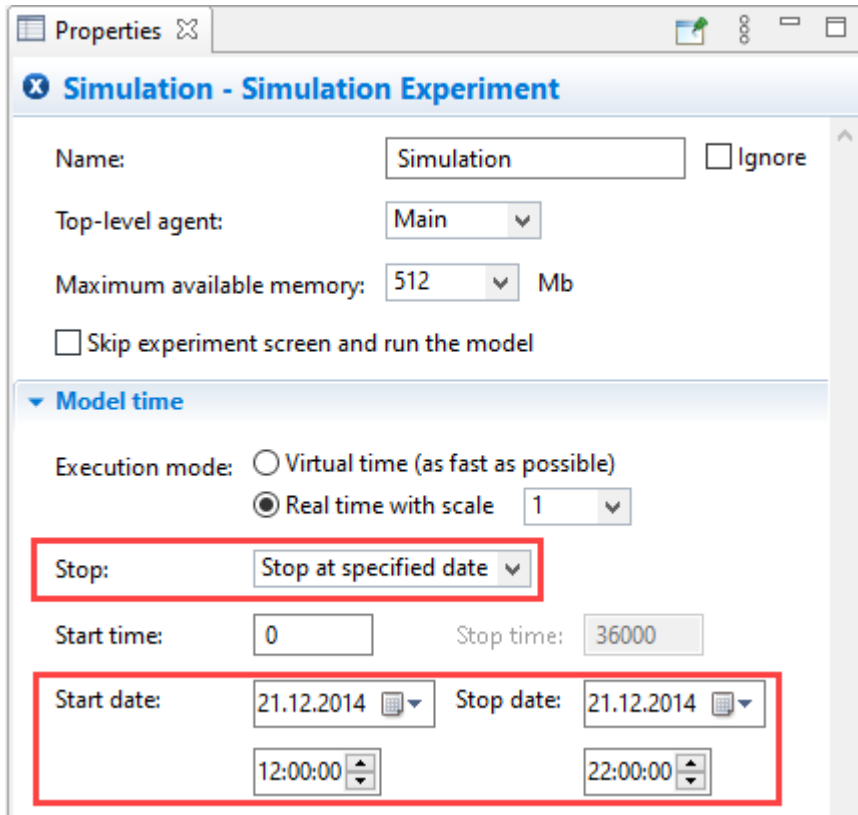 Properties
Simulation - Simulation Experiment
Name: Simulation Ignore
Top-level agent: Main
Maximum available memory: 512 Mb
Skip experiment screen and run the model
Model time
Execution mode: Virtual time (as fast as possible)
Real time with scale 1
Stop: Stop at specified date
Start time: 0 Stop time: 36000
Start date: 21.12.2014 Stop date: 21.12.2014
12:00:00 22:00:00